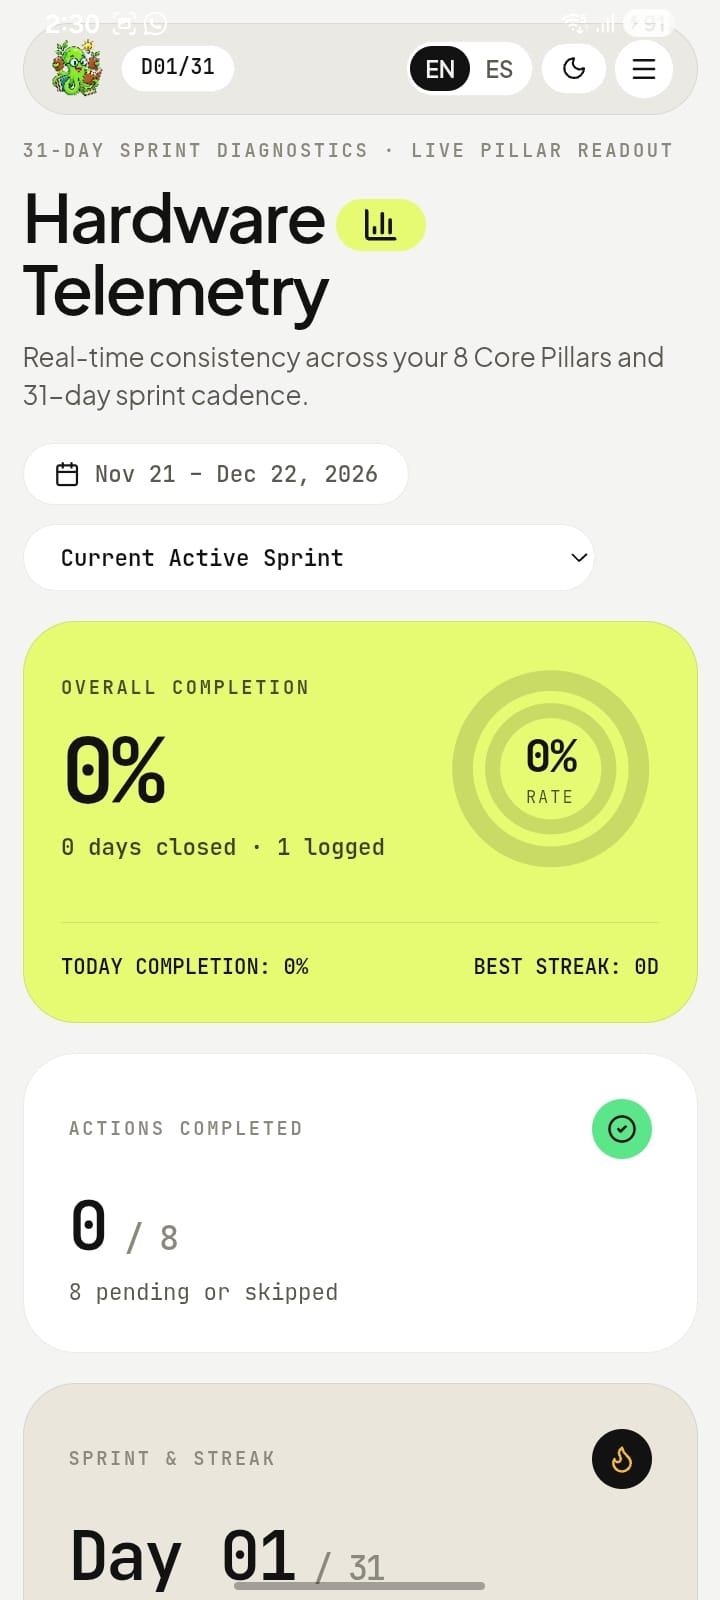 2:30
D01/31
EN ES
31-DAY SPRINT DIAGNOSTICS · LIVE PILLAR READOUT
Hardware
Telemetry
Real-time consistency across your 8 Core Pillars and
31-day sprint cadence.
Nov 21 – Dec 22, 2026
Current Active Sprint
OVERALL COMPLETION
0%
0 days closed · 1 logged
0%
RATE
TODAY COMPLETION: 0% BEST STREAK: 0D
ACTIONS COMPLETED
0 / 8
8 pending or skipped
SPRINT & STREAK
Day 01 / 31